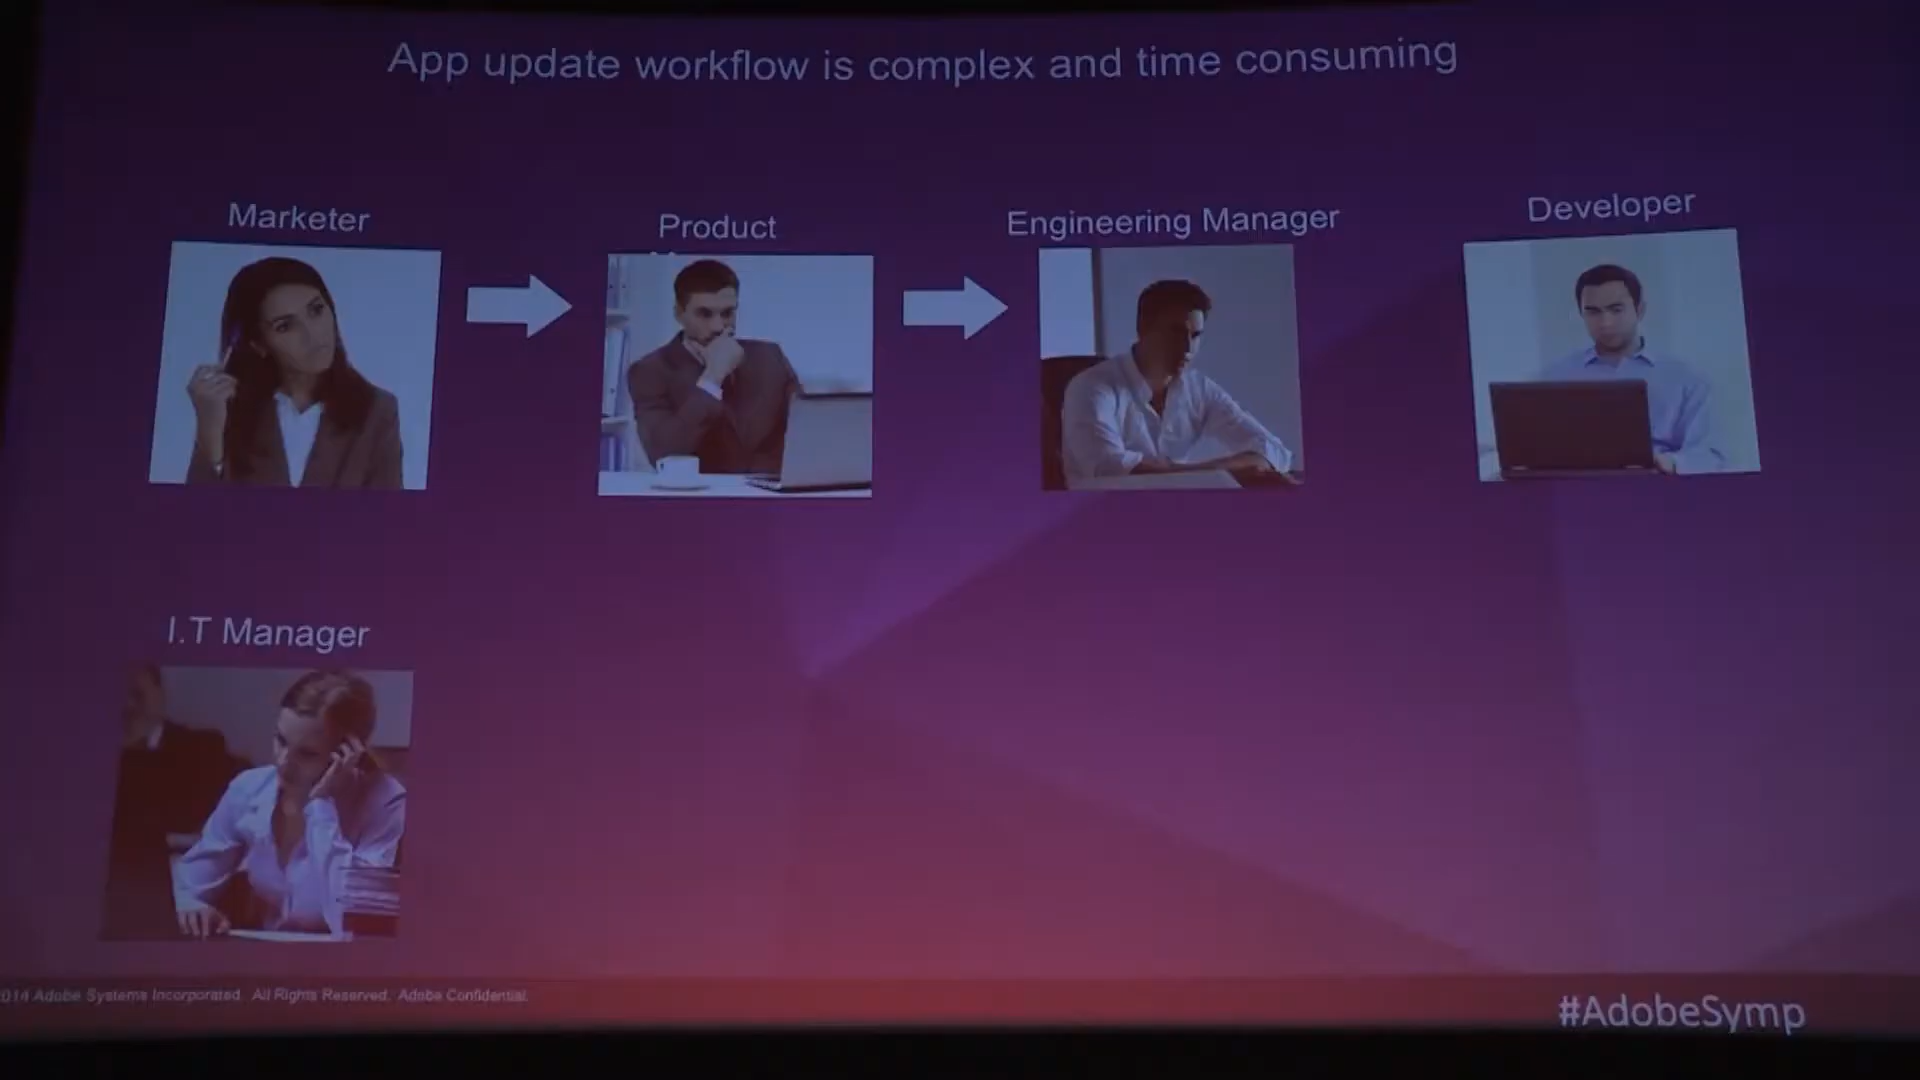 App update workflow is complex and time consuming
Marketer
Product
Engineering Manager
Developer
I.T Manager
2014 Adobe Systems Incorporated. All Rights Reserved. Adobe Confidential.
#AdobeSymp